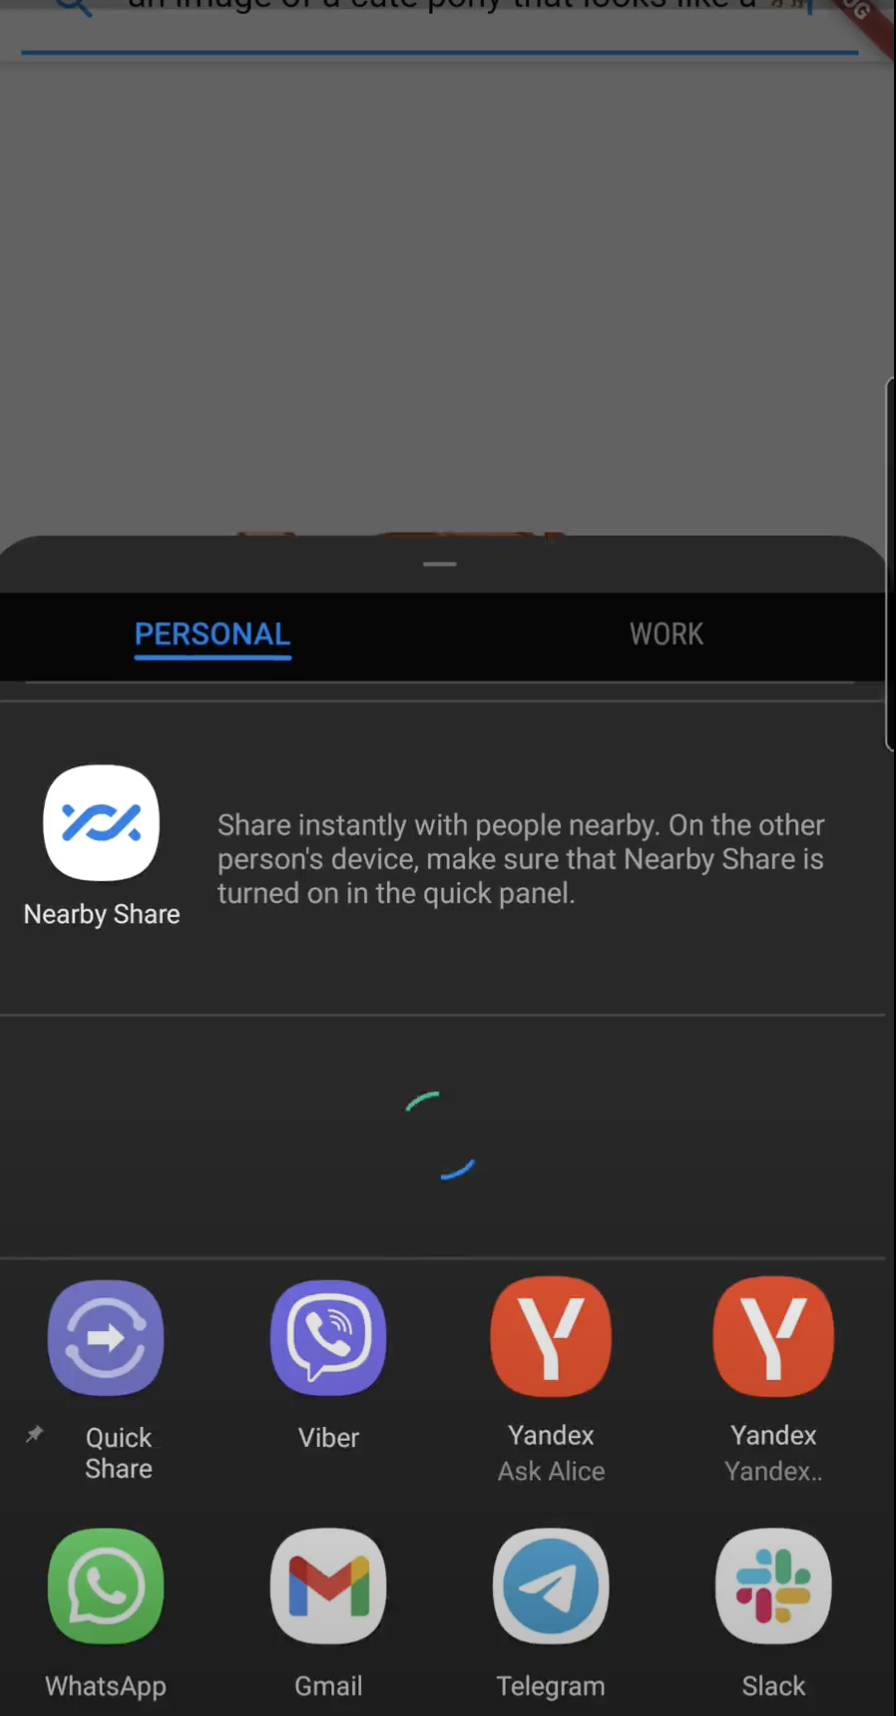 an image of a cute pony that looks like a
PERSONAL
WORK
Share instantly with people nearby. On the other
person's device, make sure that Nearby Share is
turned on in the quick panel.
Nearby Share
Quick
Share
Viber
Yandex
Ask Alice
Yandex
Yandex..
WhatsApp
Gmail
Telegram
Slack